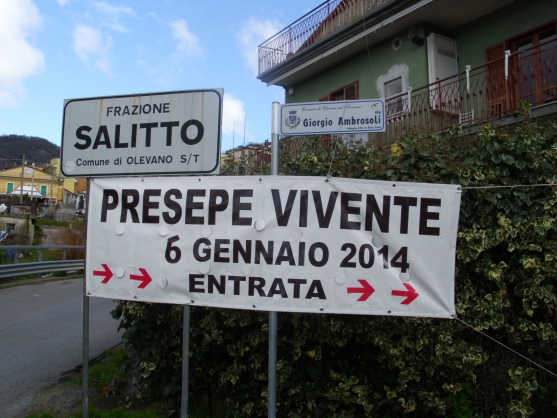 FRAZIONE
SALITTO
Comune di OLEVANO S/T
Giorgio Ambrosoli
PRESEPE VIVENTE
6 GENNAIO 2014
ENTRATA